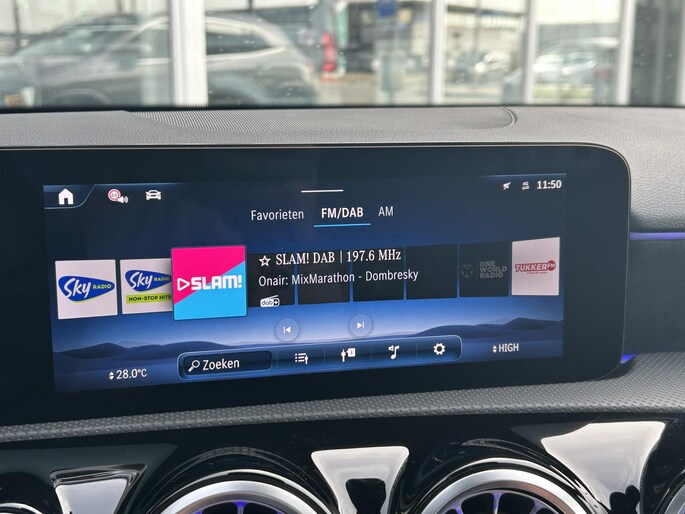 11:50
Favorieten FM/DAB AM
SLAM! DAB | 197.6 MHz
Onair: MixMarathon - Dombresky
dab+
Sky RADIO
Sky RADIO
NON-STOP HITS
SLAM!
ONE WORLD RADIO
TUKKER FM
Zoeken
28.0°C
HIGH